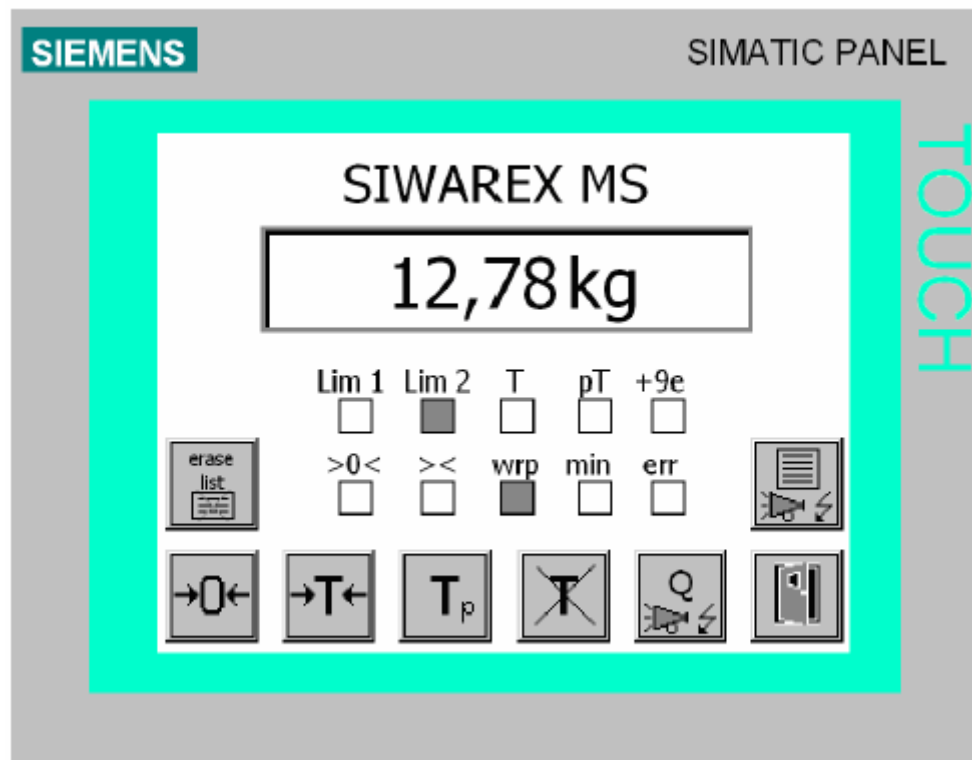 SIEMENS
SIMATIC PANEL
TOUCH
SIWAREX MS
12,78 kg
Lim 1 Lim 2 T pT +9e
>0< >< wrp min err
erase
list
→0← →T← Tp T Q